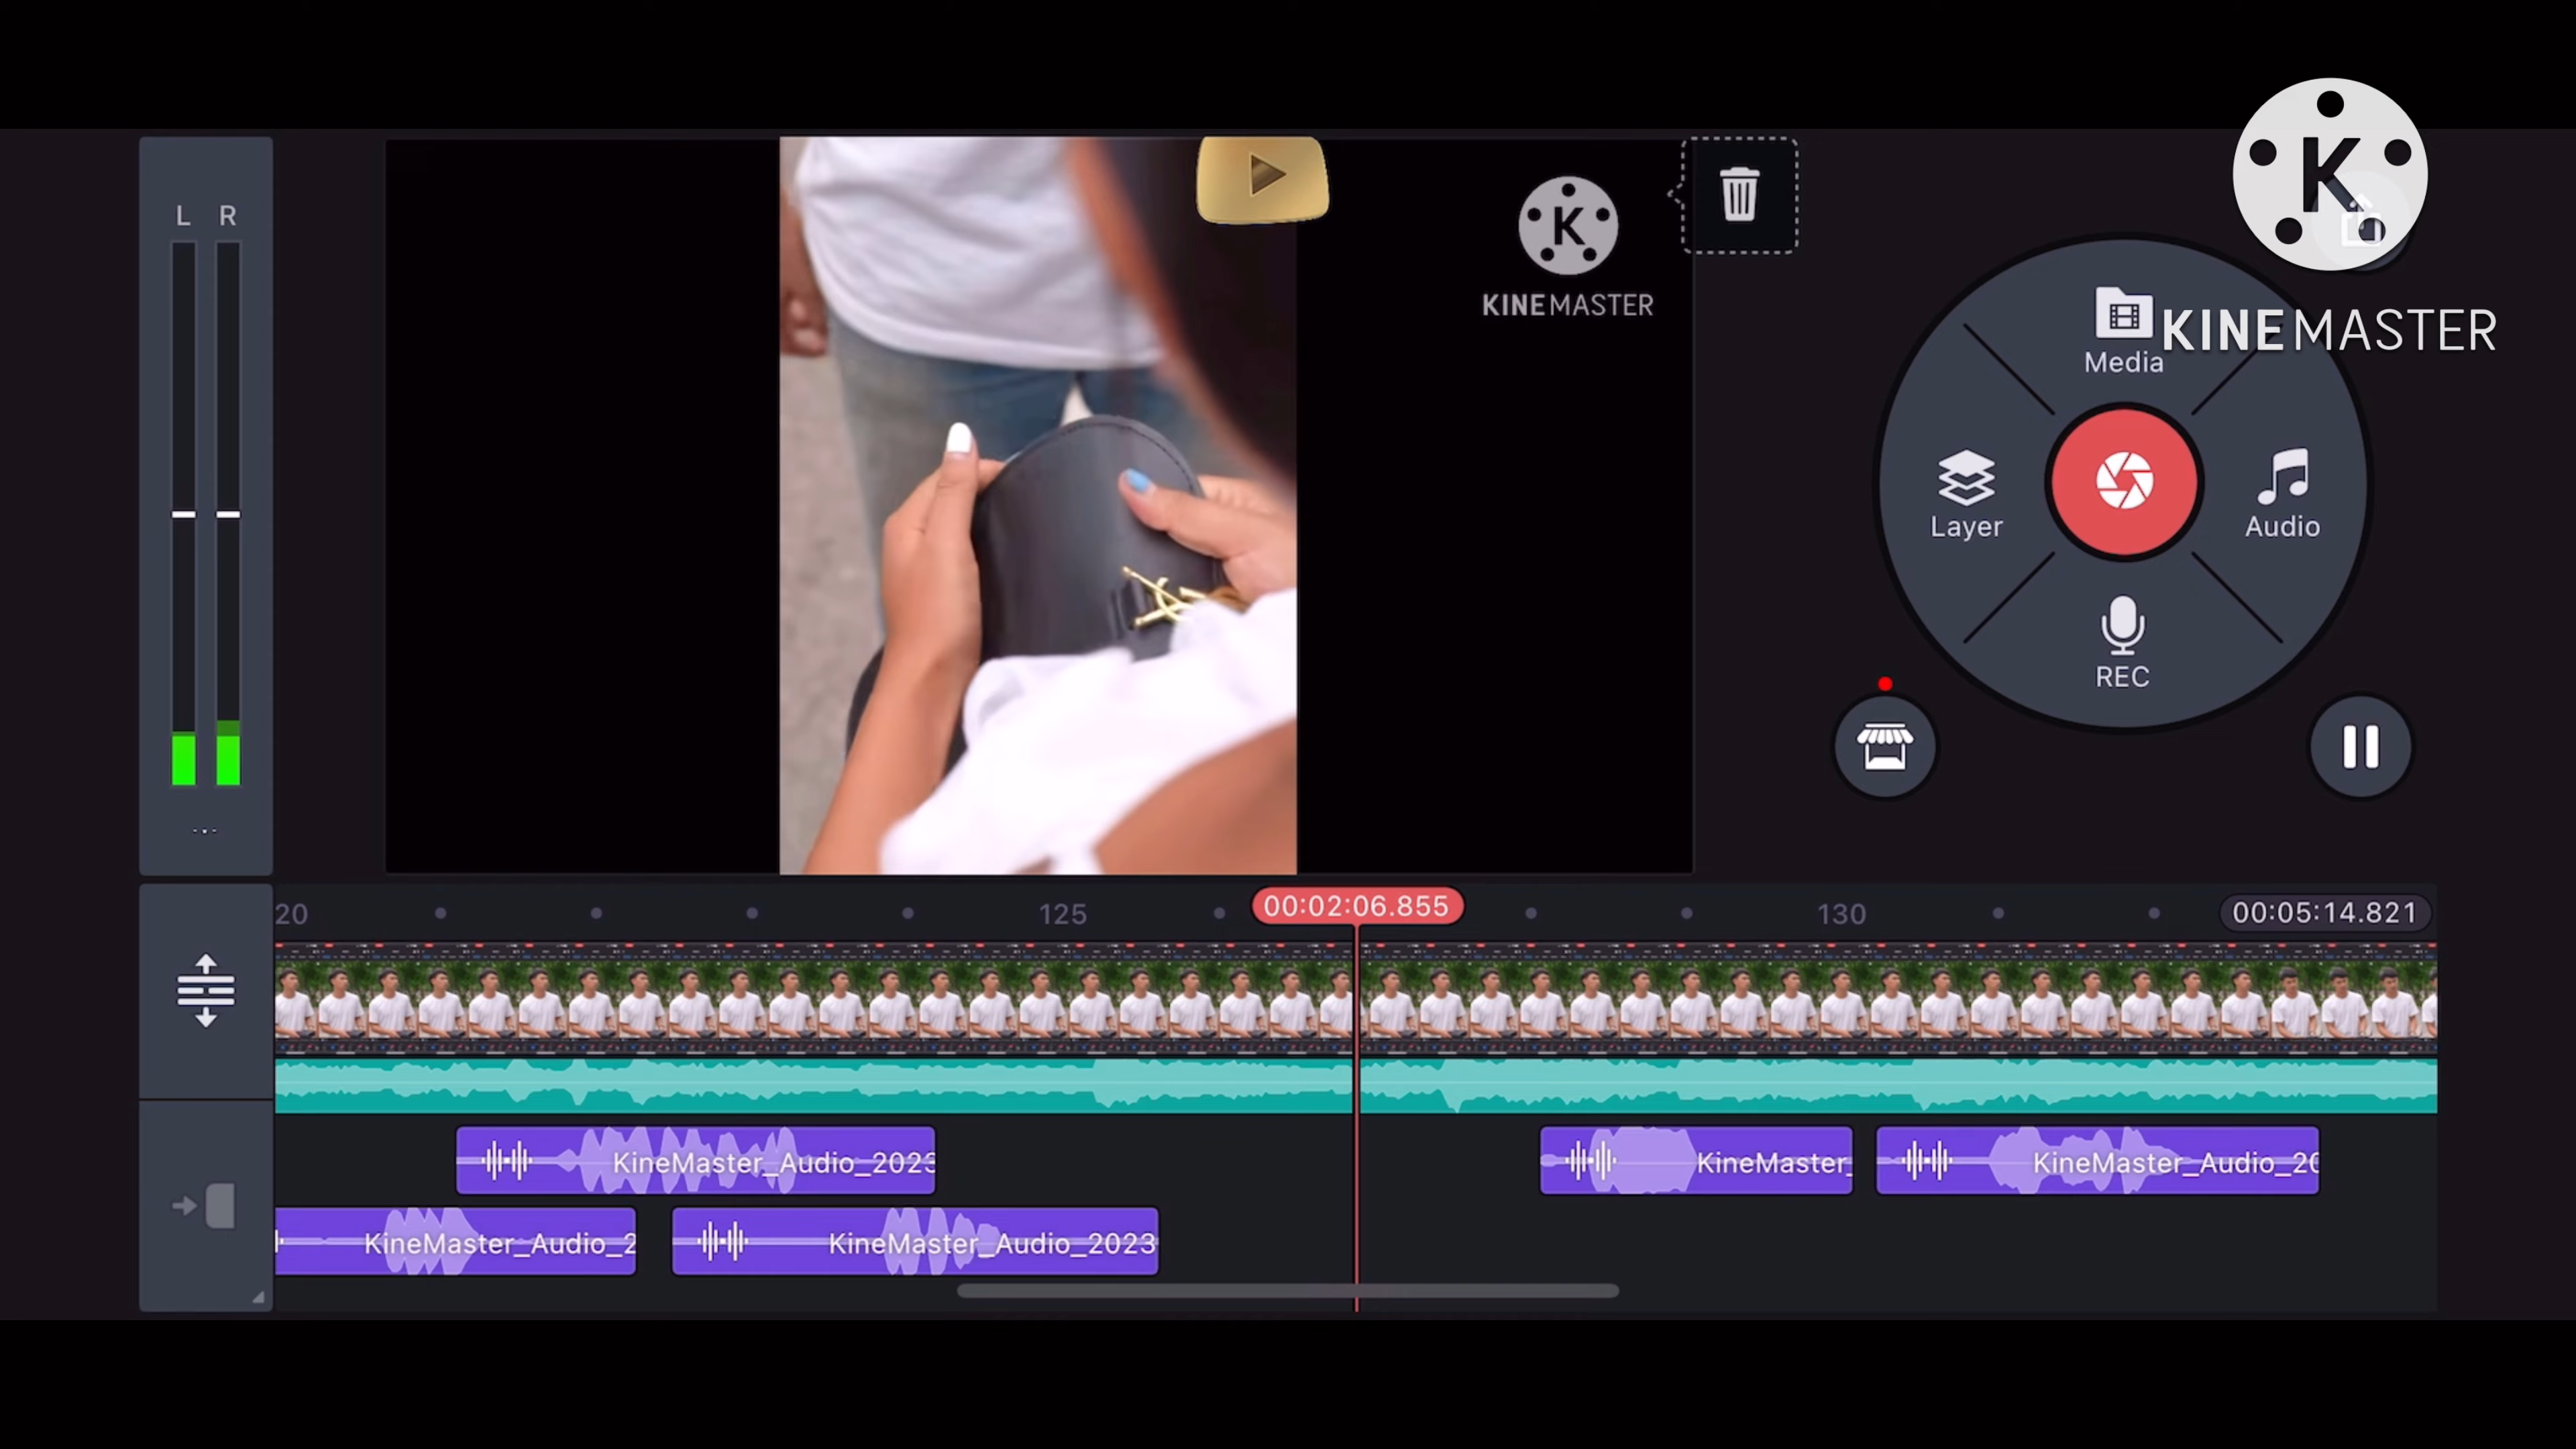 L R
K
KINEMASTER
K
KINEMASTER
Media
Layer
Audio
REC
20
125
00:02:06.855
130
00:05:14.821
KineMaster_Audio_2023
KineMaster_
KineMaster_Audio_20
KineMaster_Audio_2
KineMaster_Audio_2023